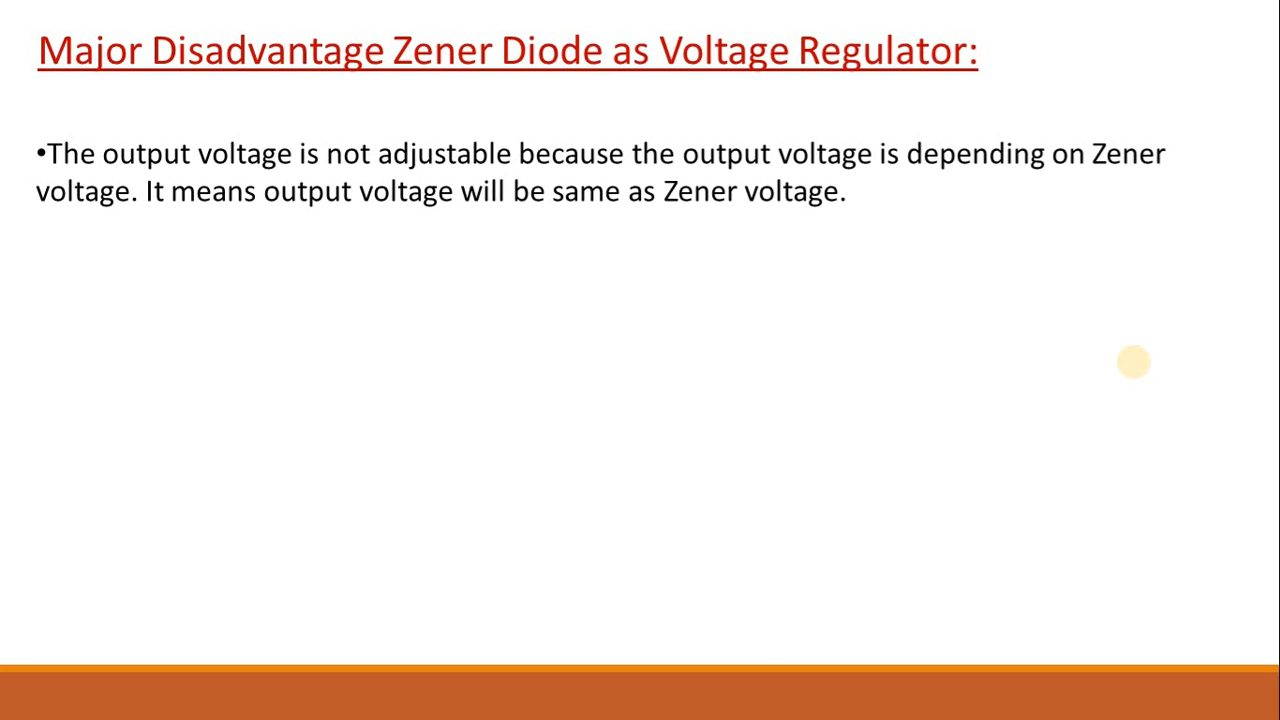 Major Disadvantage Zener Diode as Voltage Regulator:
•The output voltage is not adjustable because the output voltage is depending on Zener
voltage. It means output voltage will be same as Zener voltage.